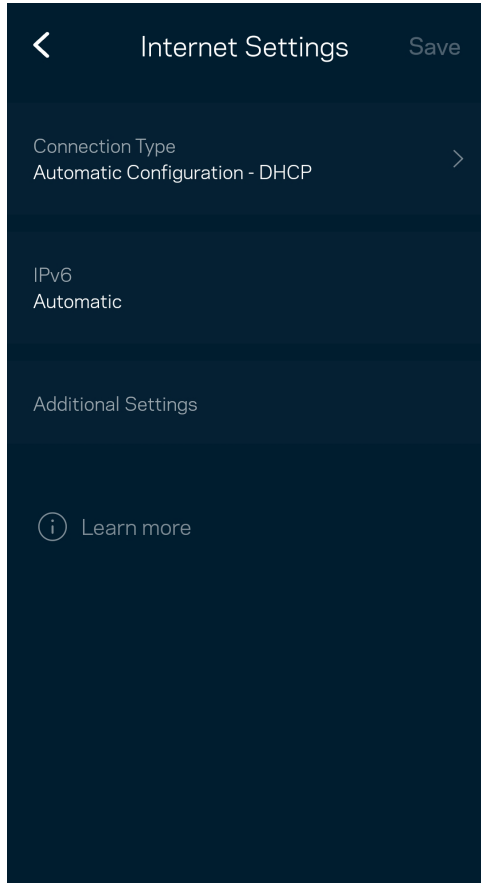 Internet Settings
Save
Connection Type
Automatic Configuration - DHCP
IPv6
Automatic
Additional Settings
Learn more